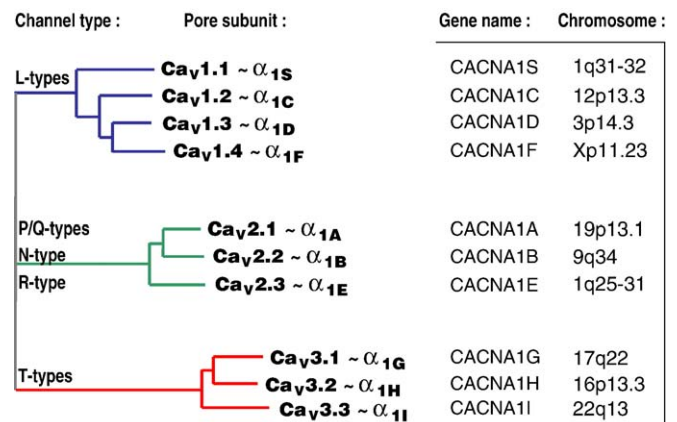 Channel type : Pore subunit : Gene name : Chromosome :
L-types
Cav1.1 ~ α1S CACNA1S 1q31-32
Cav1.2 ~ α1C CACNA1C 12p13.3
Cav1.3 ~ α1D CACNA1D 3p14.3
Cav1.4 ~ α1F CACNA1F Xp11.23
P/Q-types Cav2.1 ~ α1A CACNA1A 19p13.1
N-type Cav2.2 ~ α1B CACNA1B 9q34
R-type Cav2.3 ~ α1E CACNA1E 1q25-31
Cav3.1 ~ α1G CACNA1G 17q22
T-types Cav3.2 ~ α1H CACNA1H 16p13.3
Cav3.3 ~ α1I CACNA1I 22q13